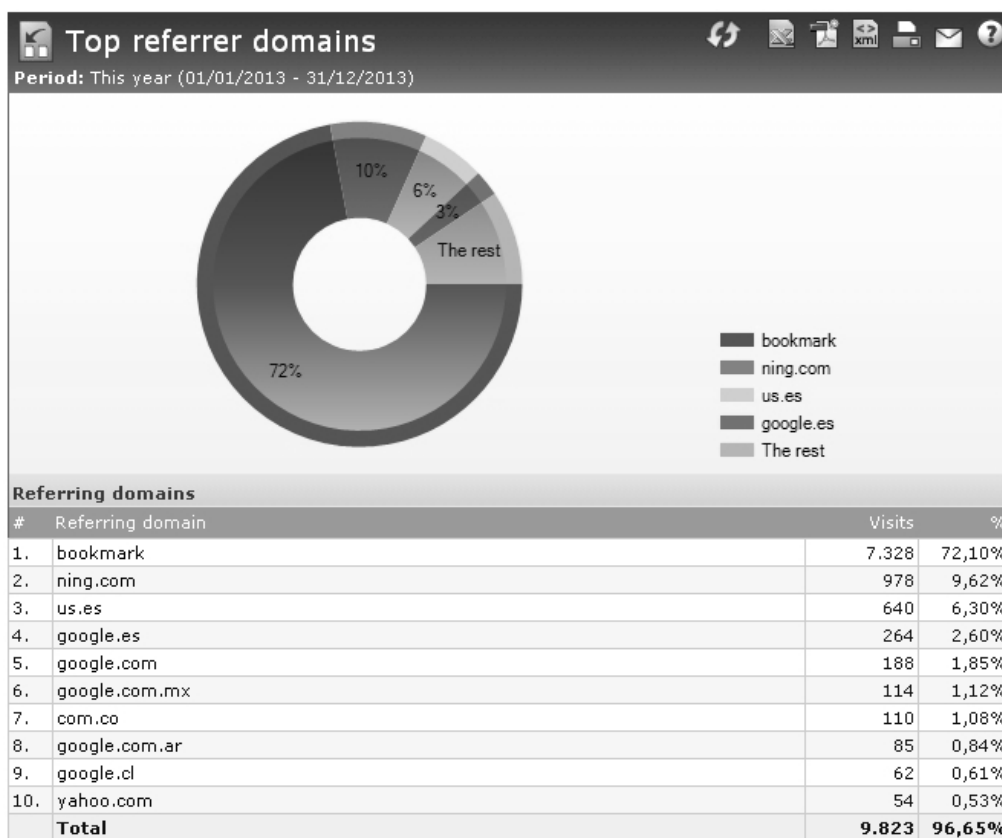 Top referrer domains
xml
?
Period: This year (01/01/2013 - 31/12/2013)
10%
6%
3%
The rest
72%
bookmark
ning.com
us.es
google.es
The rest
Referring domains
# Referring domain Visits %
1. bookmark 7.328 72,10%
2. ning.com 978 9,62%
3. us.es 640 6,30%
4. google.es 264 2,60%
5. google.com 188 1,85%
6. google.com.mx 114 1,12%
7. com.co 110 1,08%
8. google.com.ar 85 0,84%
9. google.cl 62 0,61%
10. yahoo.com 54 0,53%
Total 9.823 96,65%